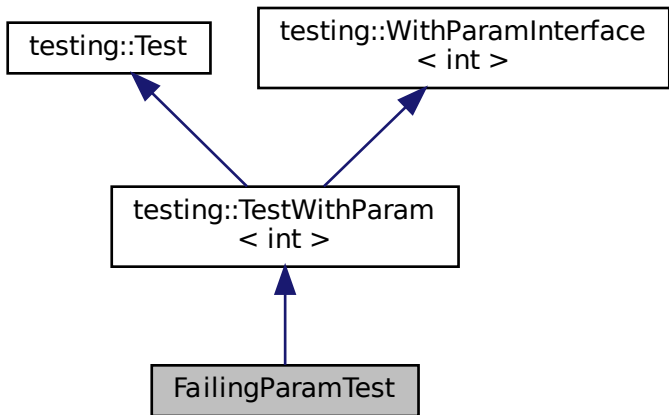 testing::Test
testing::WithParamInterface
< int >
testing::TestWithParam
< int >
FailingParamTest